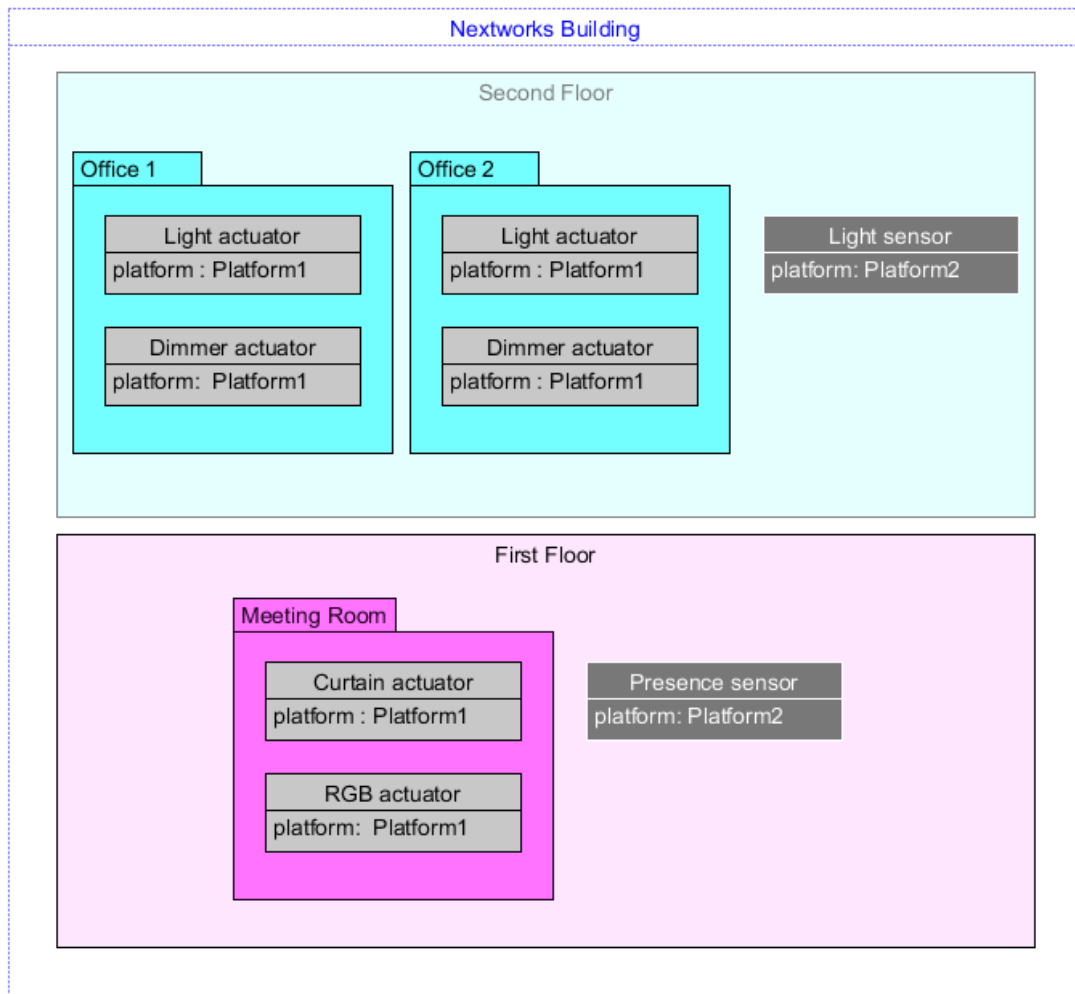 Nextworks Building
Second Floor
Office 1
Light actuator
platform : Platform1
Dimmer actuator
platform:  Platform1
Office 2
Light actuator
platform : Platform1
Dimmer actuator
platform : Platform1
Light sensor
platform: Platform2
First Floor
Meeting Room
Curtain actuator
platform : Platform1
RGB actuator
platform:  Platform1
Presence sensor
platform: Platform2